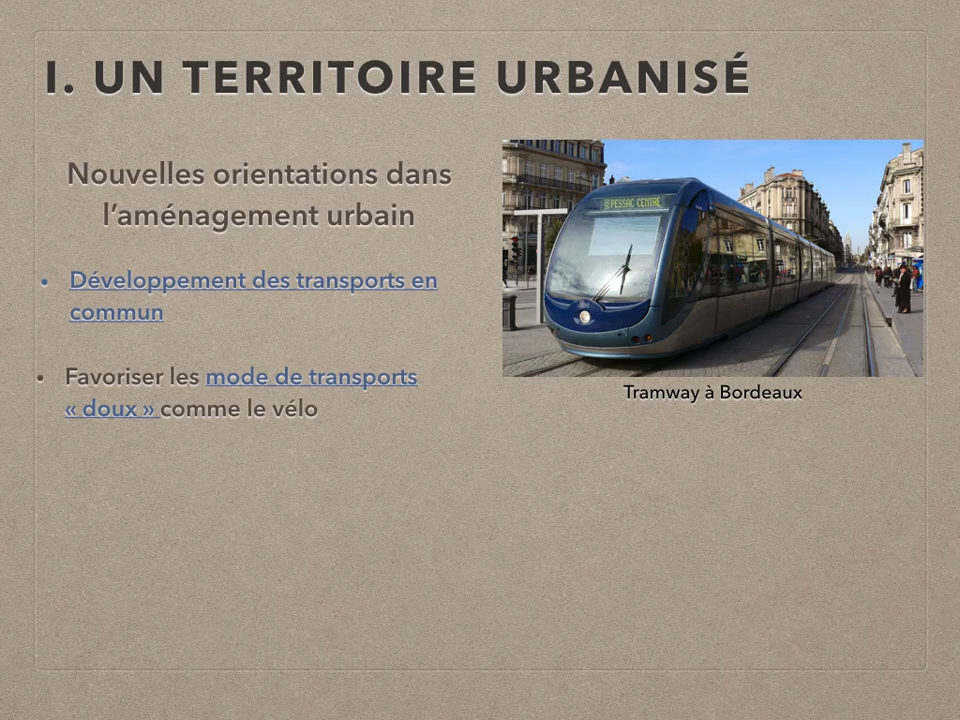 I. UN TERRITOIRE URBANISÉ
Nouvelles orientations dans
l’aménagement urbain
• Développement des transports en
commun
• Favoriser les mode de transports
« doux » comme le vélo
PESSAC CENTRE
Tramway à Bordeaux